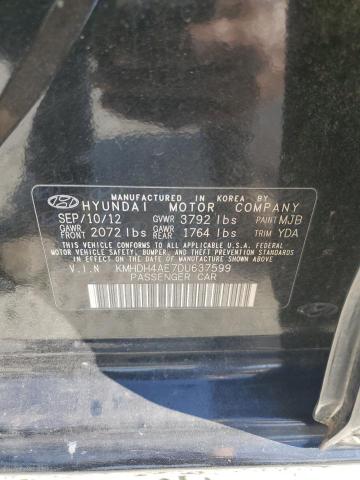 MANUFACTURED IN KOREA BY
HYUNDAI MOTOR COMPANY
SEP/10/12 GVWR 3792 lbs PAINT MJB
GAWR FRONT 2072 lbs GAWR REAR 1764 lbs TRIM YDA
THIS VEHICLE CONFORMS TO ALL APPLICABLE FEDERAL
MOTOR VEHICLE SAFETY, BUMPER, AND THEFT PREVENTION STANDARDS
IN EFFECT ON THE DATE OF MANUFACTURE SHOWN ABOVE.
V.I.N KMHDH4AE7DU637599
PASSENGER CAR